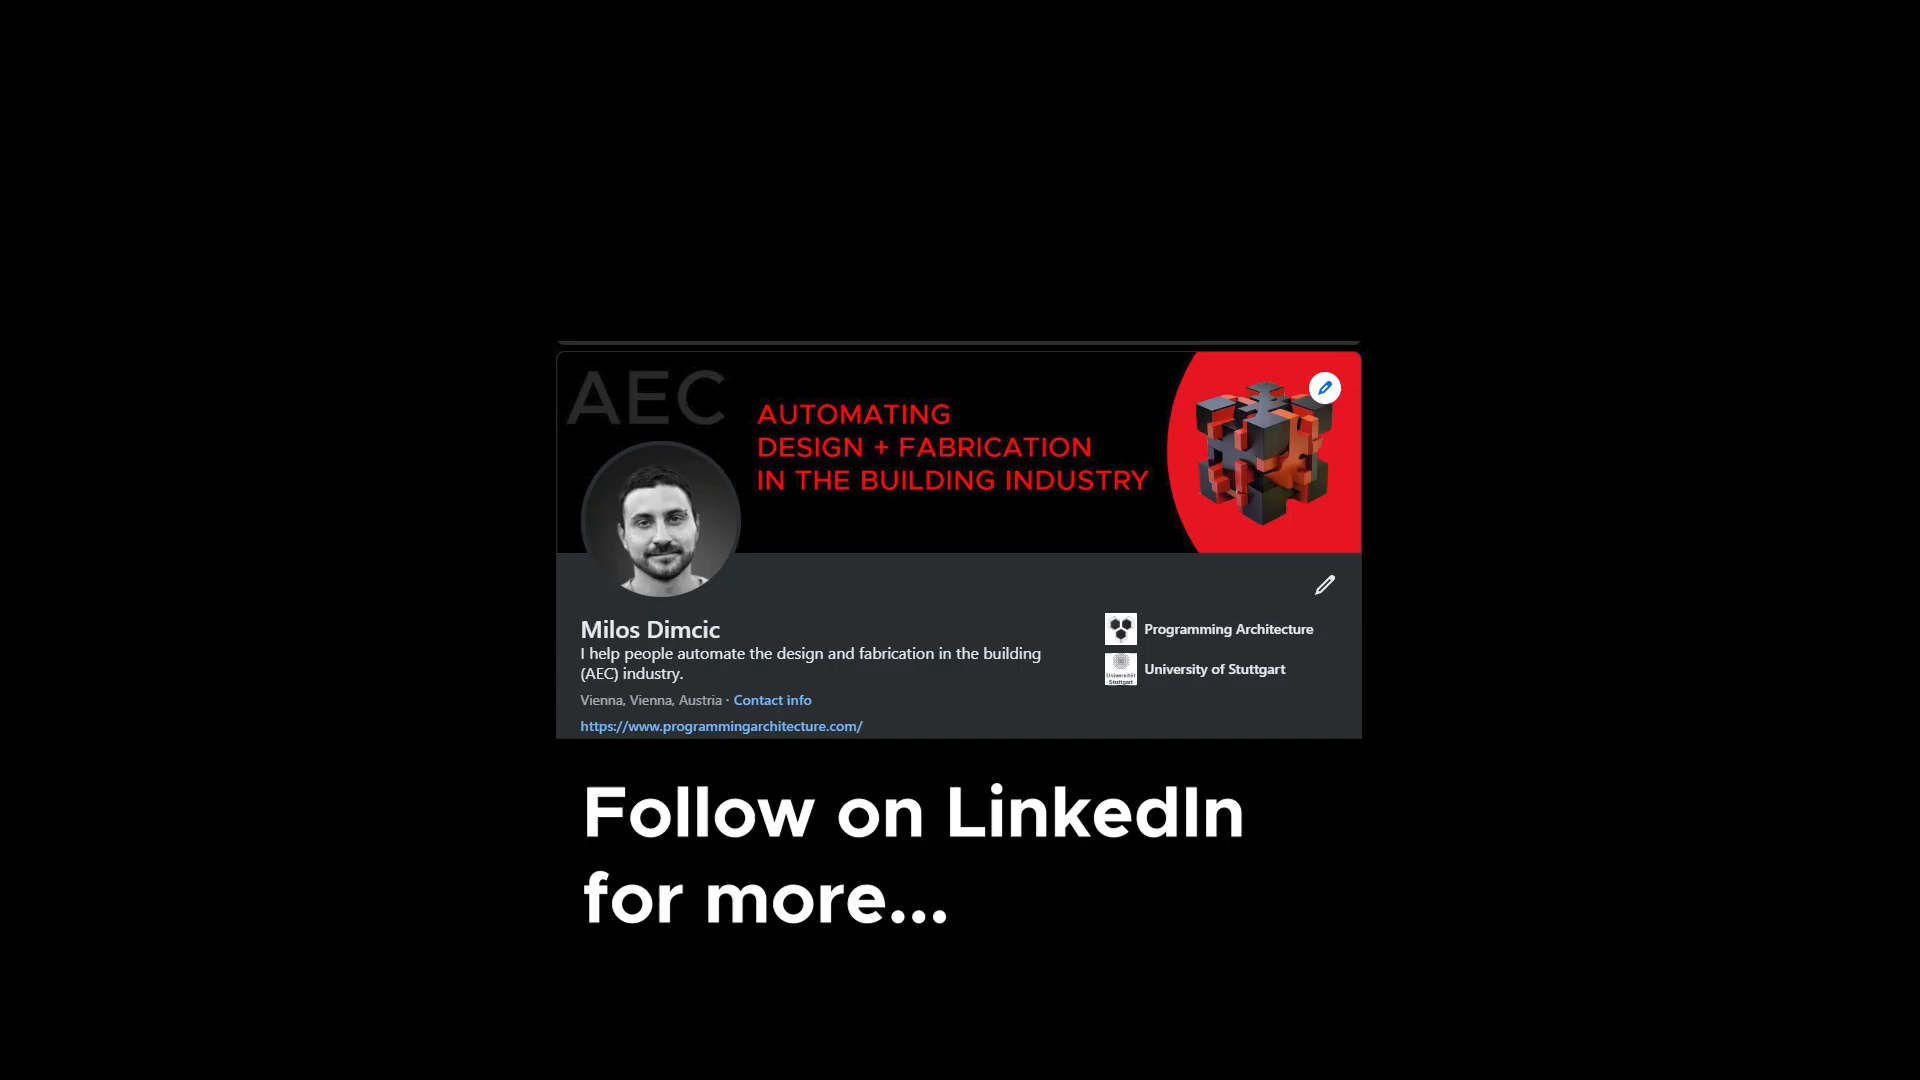 AEC
AUTOMATING
DESIGN + FABRICATION
IN THE BUILDING INDUSTRY
Milos Dimcic
I help people automate the design and fabrication in the building
(AEC) industry.
Vienna, Vienna, Austria · Contact info
https://www.programmingarchitecture.com/
Programming Architecture
Universität
Stuttgart
University of Stuttgart
Follow on LinkedIn
for more...